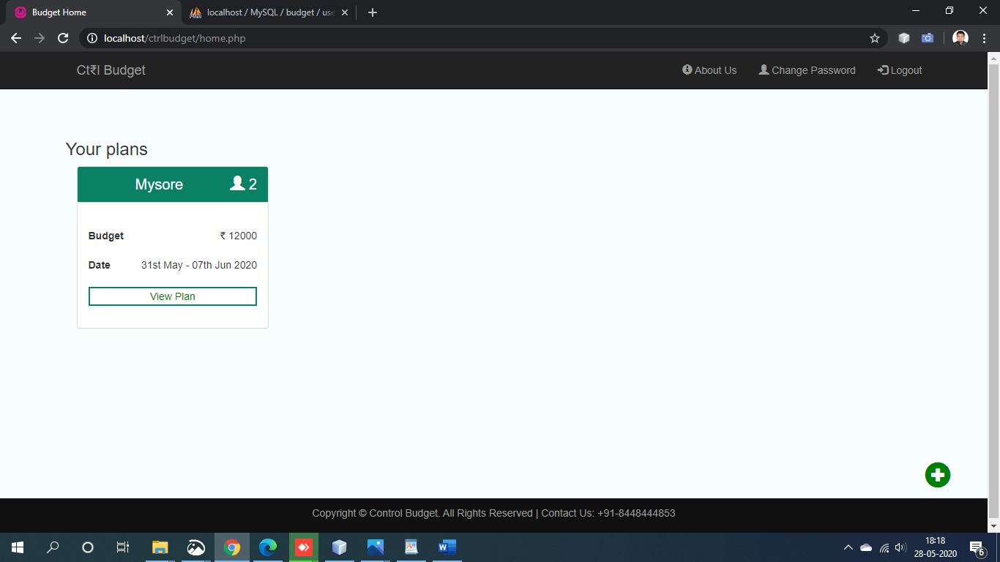 Budget Home
localhost / MySQL / budget / use
localhost/ctrlbudget/home.php
Ct₹l Budget
About Us
Change Password
Logout
Your plans
Mysore 2
Budget ₹ 12000
Date 31st May - 07th Jun 2020
View Plan
Copyright © Control Budget. All Rights Reserved | Contact Us: +91-8448444853
18:18
28-05-2020
6